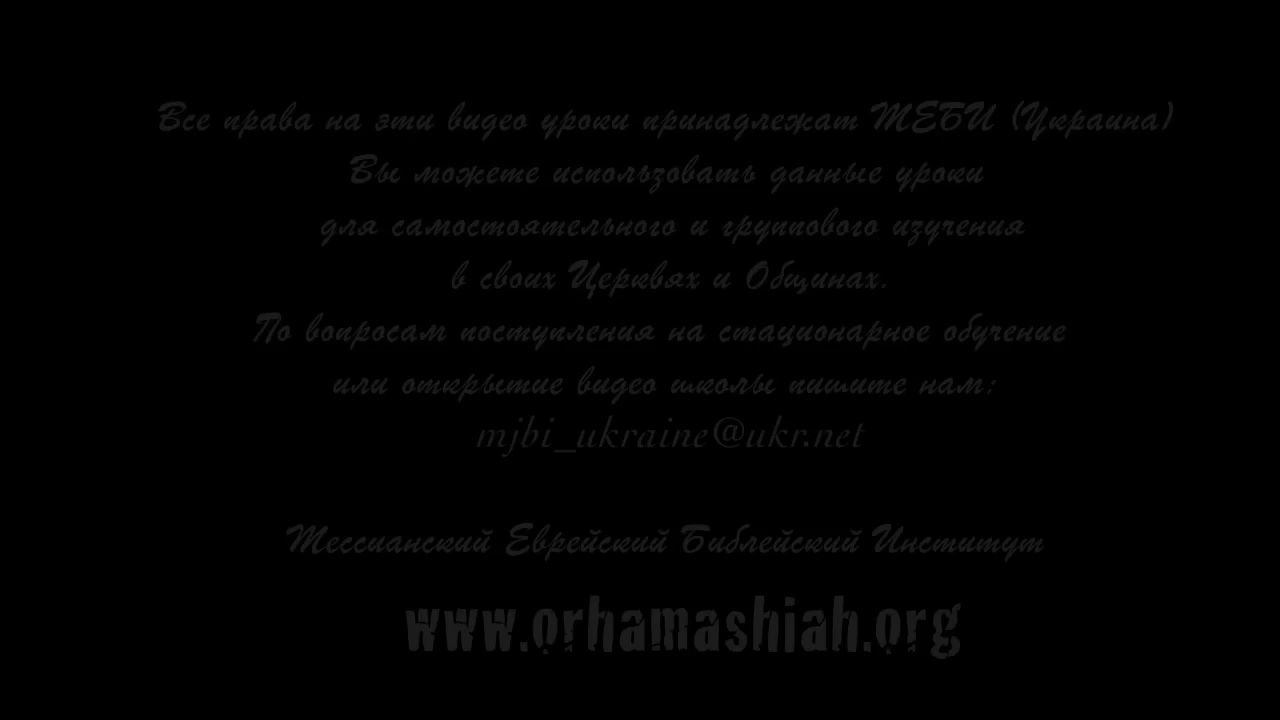 Все права на эти видео уроки принадлежат МЕБИ (Украина)
Вы можете использовать данные уроки
для самостоятельного и группового изучения
в своих Церквях и Общинах.
По вопросам поступления на стационарное обучение
или открытие видео школы пишите нам:
mjbi_ukraine@ukr.net
Мессианский Еврейский Библейский Институт
www.orhamashiah.org